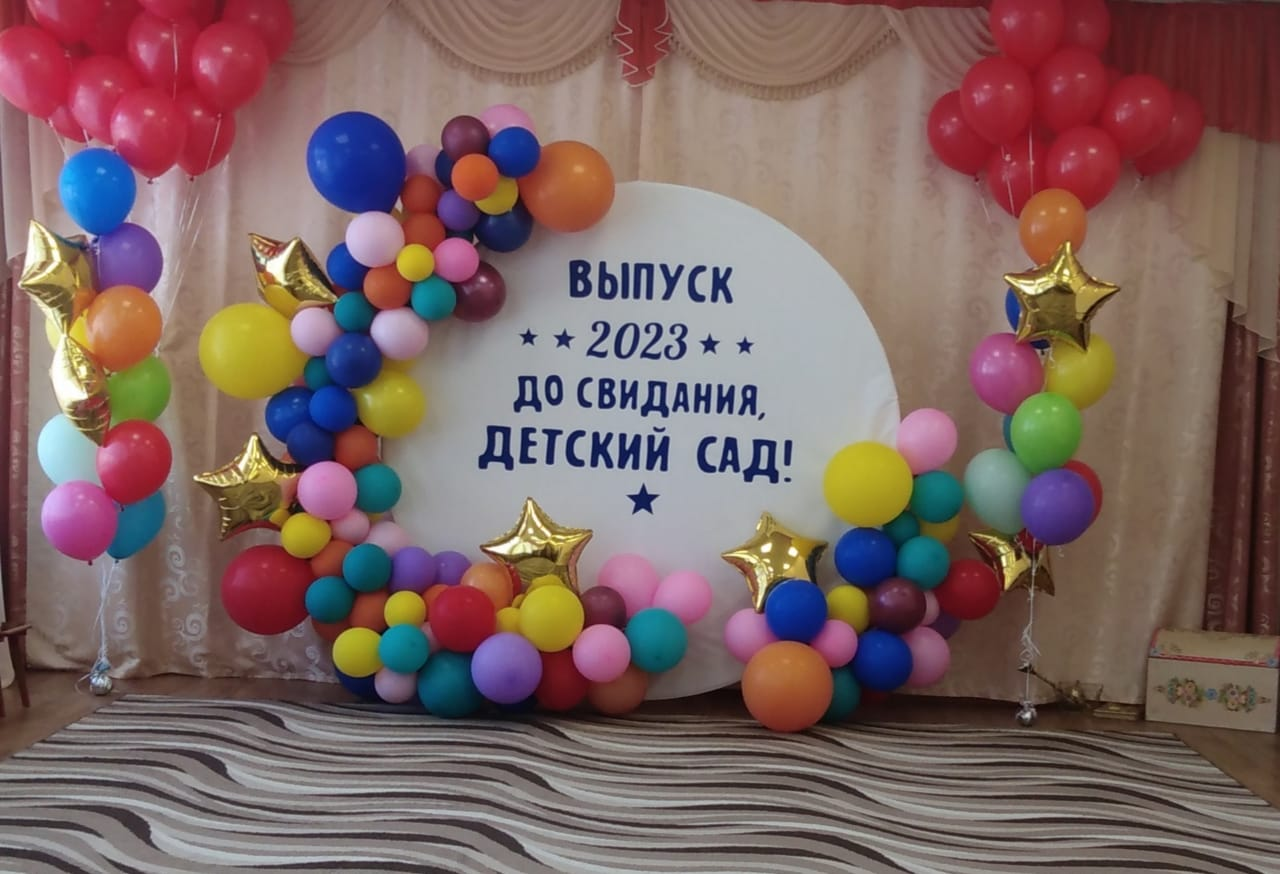 ВЫПУСК
★ ★ 2023 ★ ★
ДО СВИДАНИЯ,
ДЕТСКИЙ САД!
★